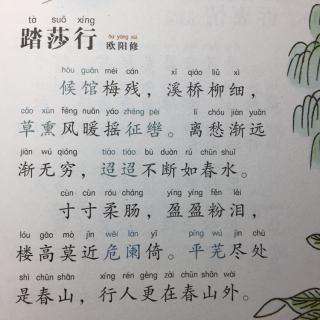 tà suō xíng
踏莎行 ōu yáng xiū
欧阳修
hòu guǎn méi cán xī qiáo liǔ xì
候馆梅残，溪桥柳细，
cǎo xūn fēng nuǎn yáo zhēng pèi lí chóu jiàn yuǎn
草熏风暖摇征辔。离愁渐远
jiàn wú qióng tiáo tiáo bù duàn rú chūn shuǐ
渐无穷，迢迢不断如春水。
cùn cùn róu cháng yíng yíng fěn lèi
寸寸柔肠，盈盈粉泪，
lóu gāo mò jìn wēi lán yǐ píng wú jìn chù
楼高莫近危阑倚。平芜尽处
shì chūn shān xíng rén gèng zài chūn shān wài
是春山，行人更在春山外。